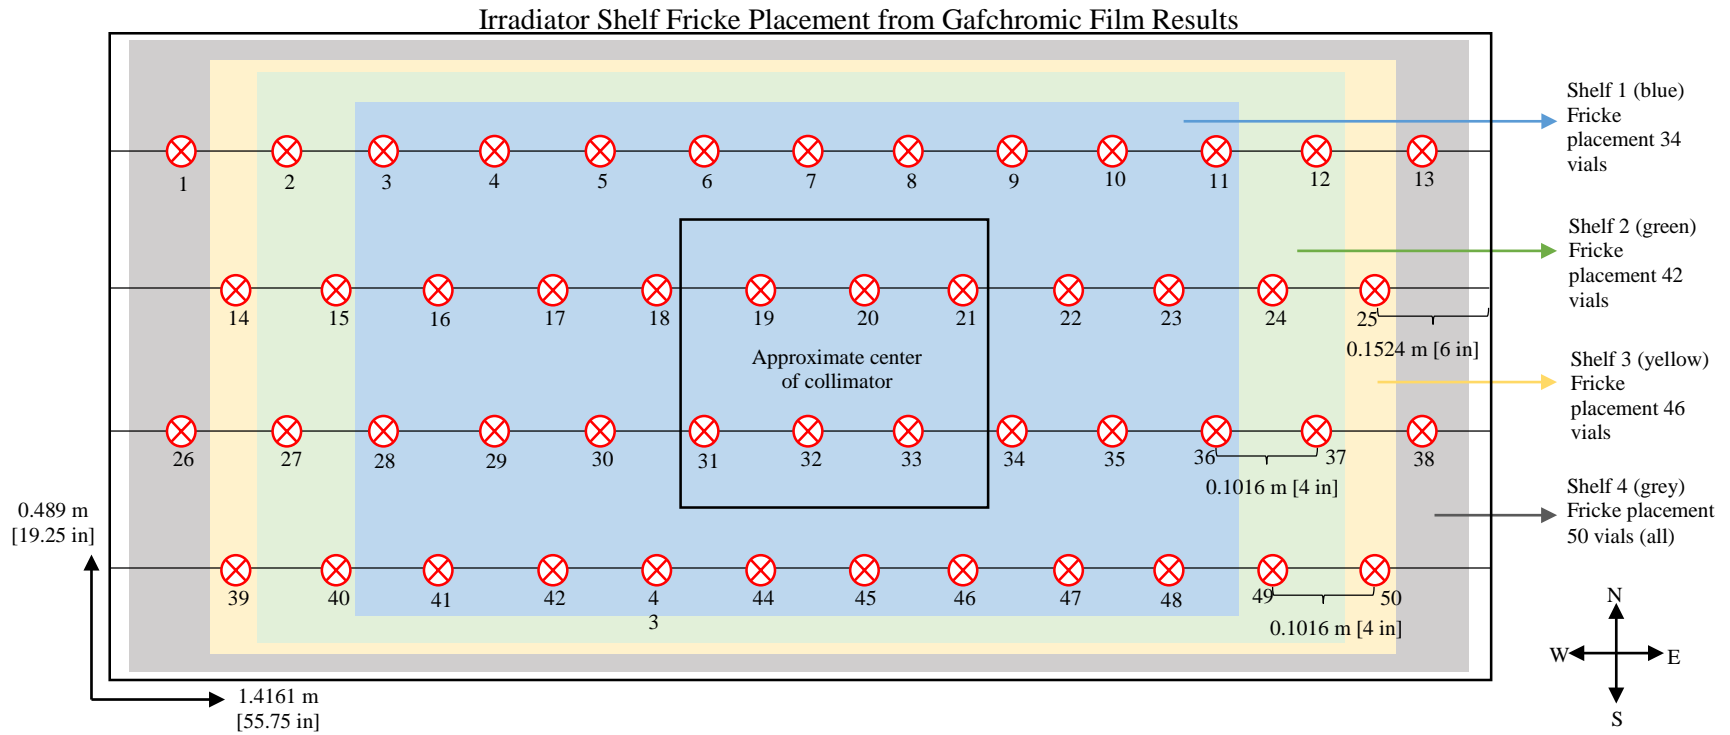 Irradiator Shelf Fricke Placement from Gafchromic Film Results
1 2 3 4 5 6 7 8 9 10 11 12 13
14 15 16 17 18 19 20 21 22 23 24 25
0.1524 m [6 in]
Approximate center
of collimator
26 27 28 29 30 31 32 33 34 35 36 37 38
0.1016 m [4 in]
39 40 41 42 4 44 45 46 47 48 49 50
3
0.1016 m [4 in]
0.489 m
[19.25 in]
1.4161 m
[55.75 in]
Shelf 1 (blue)
Fricke
placement 34
vials
Shelf 2 (green)
Fricke
placement 42
vials
Shelf 3 (yellow)
Fricke
placement 46
vials
Shelf 4 (grey)
Fricke placement
50 vials (all)
N
W E
S